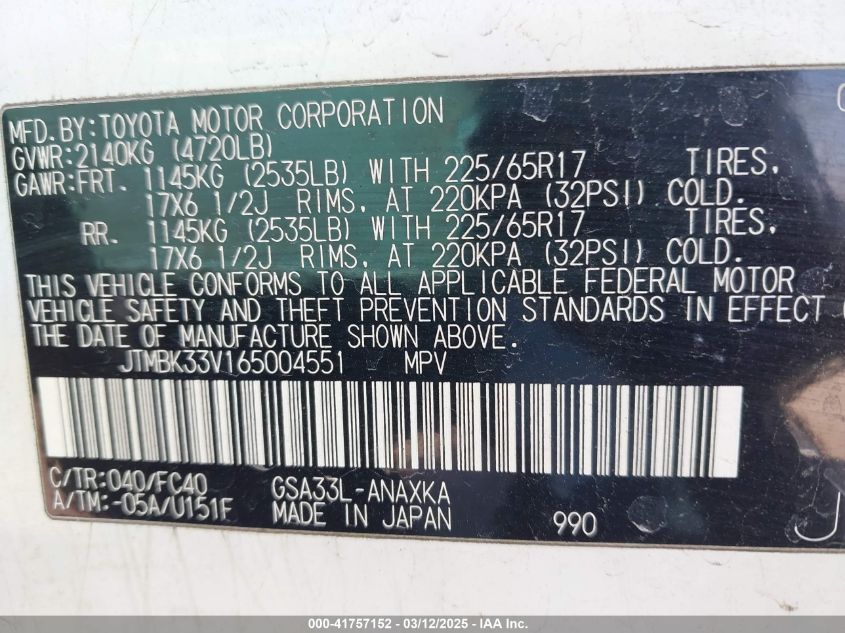 MFD.BY:TOYOTA MOTOR CORPORATION
GVWR:2140KG (4720LB)
GAWR:FRT. 1145KG (2535LB) WITH 225/65R17 TIRES,
17X6 1/2J RIMS, AT 220KPA (32PSI) COLD.
RR. 1145KG (2535LB) WITH 225/65R17 TIRES,
17X6 1/2J RIMS, AT 220KPA (32PSI) COLD.
THIS VEHICLE CONFORMS TO ALL APPLICABLE FEDERAL MOTOR
VEHICLE SAFETY AND THEFT PREVENTION STANDARDS IN EFFECT
THE DATE OF MANUFACTURE SHOWN ABOVE.
JTMBK33V165004551 MPV
C/TR:040/FC40 GSA33L-ANAXKA
A/TM:-05A/U151F MADE IN JAPAN 990
000-41757152 - 03/12/2025 - IAA Inc.